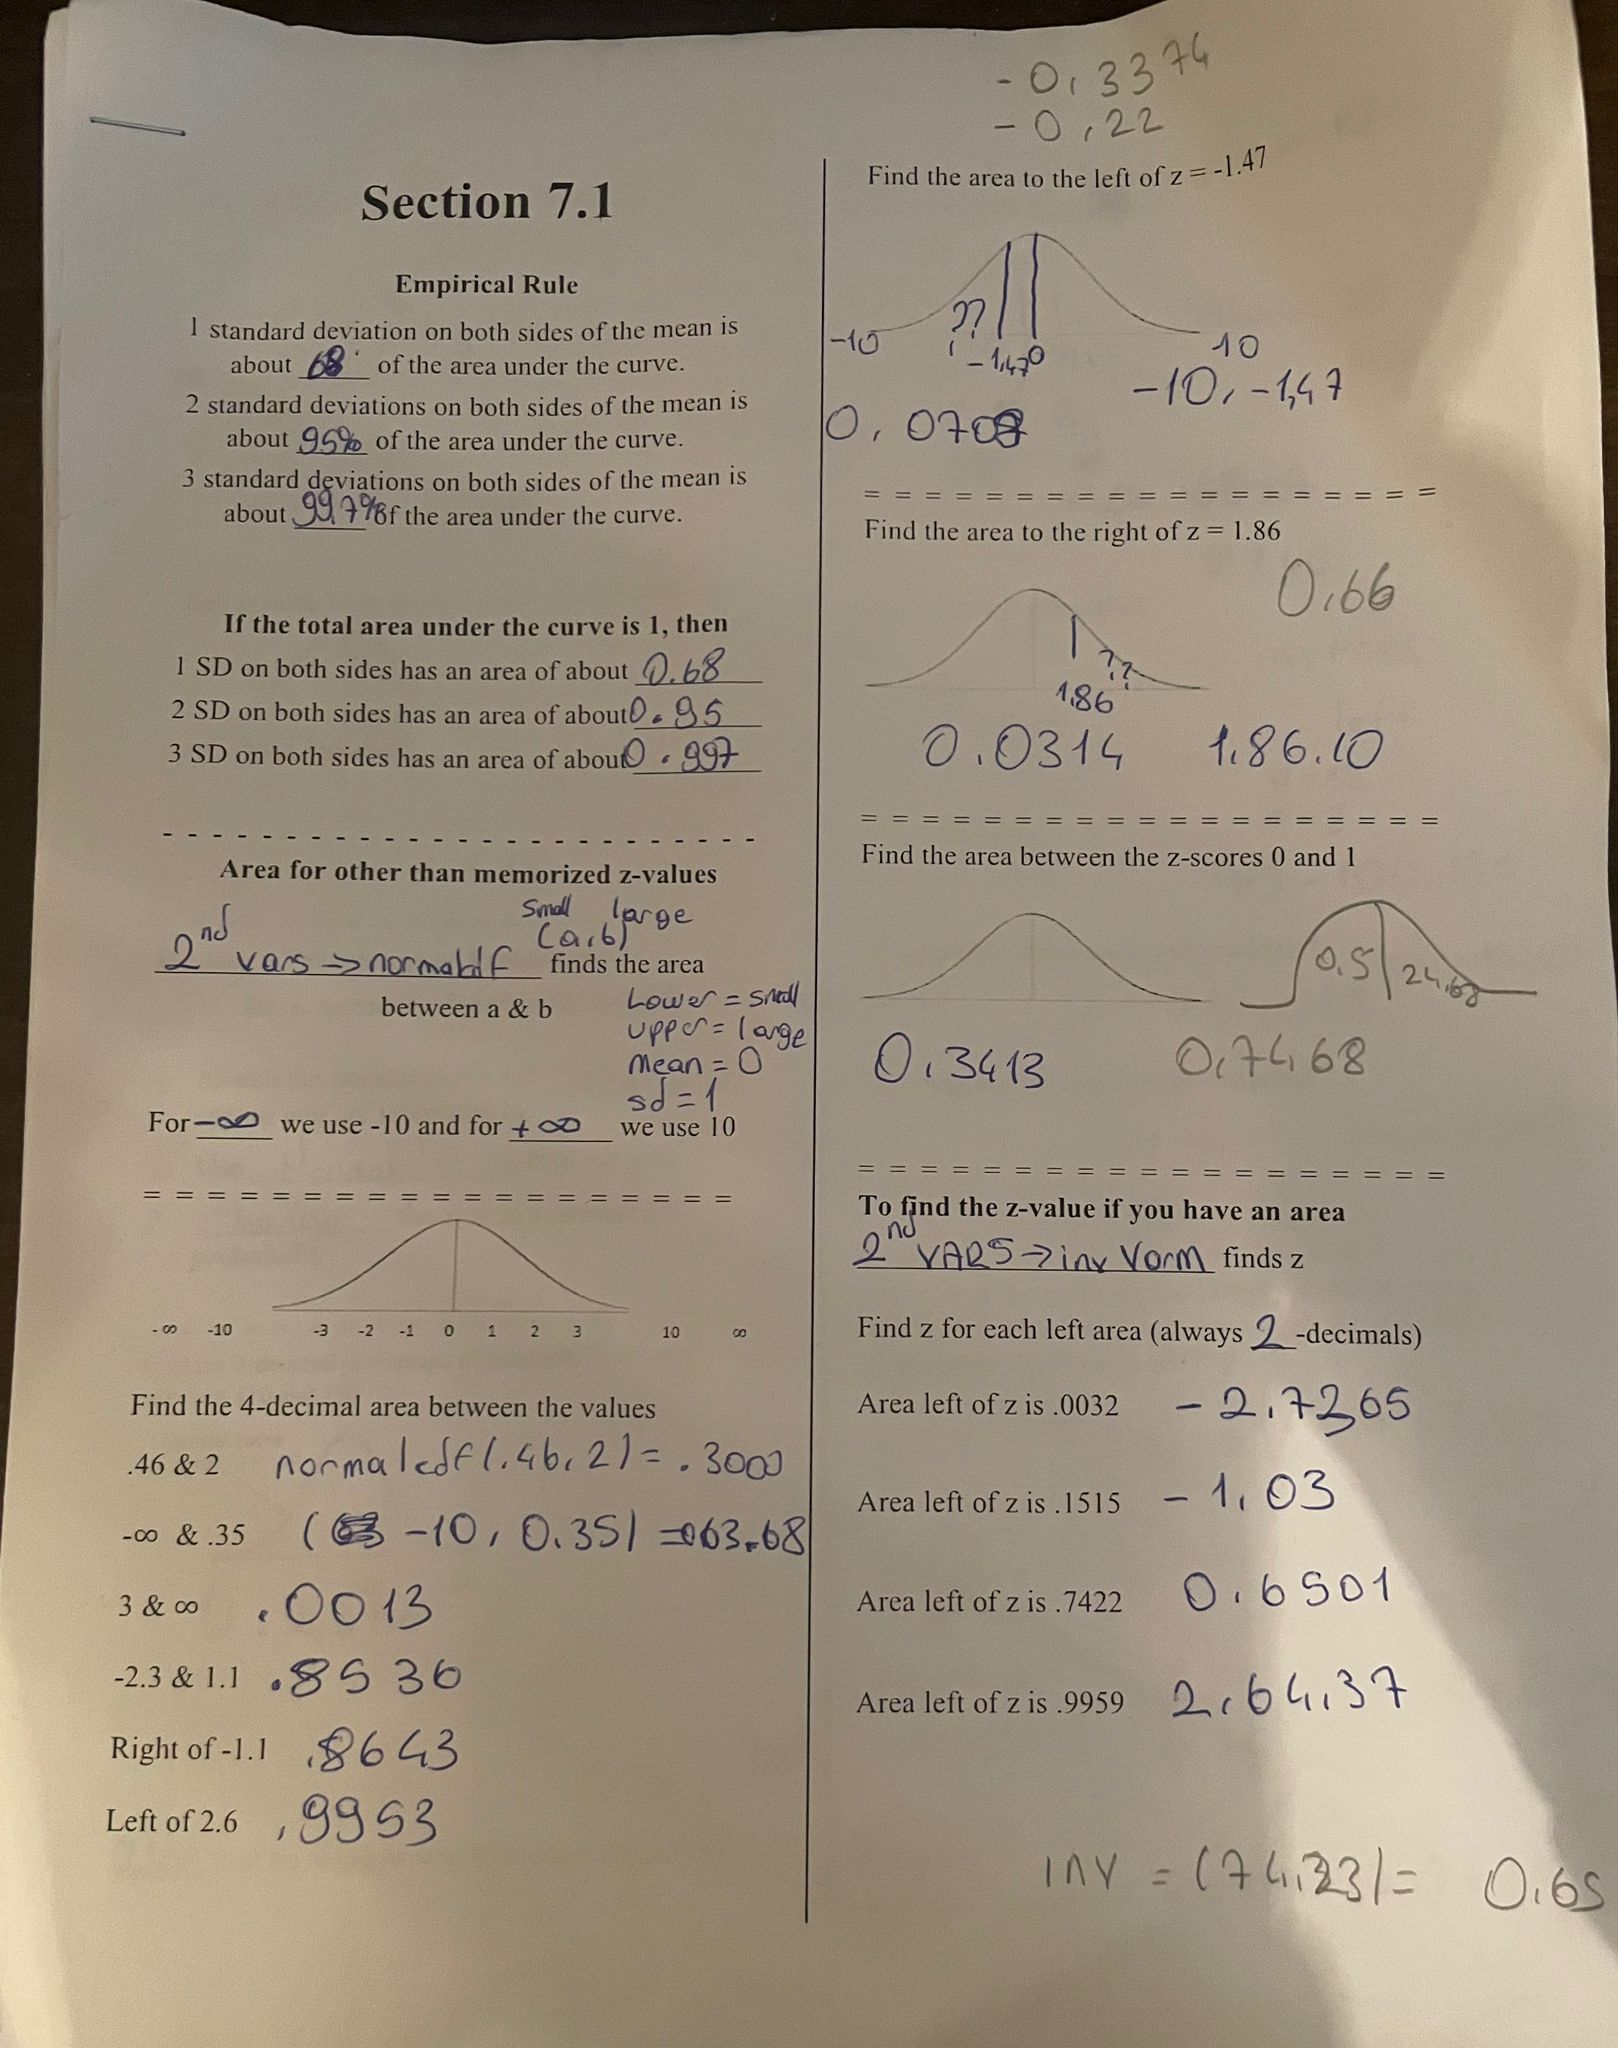 Section 7.1
Empirical Rule
1 standard deviation on both sides of the mean is
about 68 of the area under the curve.
2 standard deviations on both sides of the mean is
about 95% of the area under the curve.
3 standard deviations on both sides of the mean is
about 99.7% of the area under the curve.
If the total area under the curve is 1, then
1 SD on both sides has an area of about 0.68
2 SD on both sides has an area of about 0.95
3 SD on both sides has an area of about 0.997
- - - - - - - - - - - - - - - - - - - - - - - -
Area for other than memorized z-values
small large
(a,b)
2nd vars → normalcdf finds the area
between a & b
Lower = small
upper = large
mean = 0
sd = 1
For -∞ we use -10 and for +∞ we use 10
= = = = = = = = = = = = = = = = = = =
-∞ -10 -3 -2 -1 0 1 2 3 10 ∞
Find the 4-decimal area between the values
.46 & 2 normalcdf(.46,2) = .3000
-∞ & .35 ( -10, 0.35) = 063.68
3 & ∞ .0013
-2.3 & 1.1 .8536
Right of -1.1 .8643
Left of 2.6 .9953
-0,3374
-0,22
Find the area to the left of z = -1.47
??
-10 -1,47 0 10
-10, -1,47
0,0708
= = = = = = = = = = = = = = = = = = =
Find the area to the right of z = 1.86
0,66
??
1.86
0.0314 1.86.10
= = = = = = = = = = = = = = = = = = =
Find the area between the z-scores 0 and 1
0,5 24,68
0,3413 0,7468
= = = = = = = = = = = = = = = = = = =
To find the z-value if you have an area
2nd VARS → inv Vorm finds z
Find z for each left area (always 2-decimals)
Area left of z is .0032 -2,7265
Area left of z is .1515 -1,03
Area left of z is .7422 0.6501
Area left of z is .9959 2,64,37
inv = (74,23) = 0,65